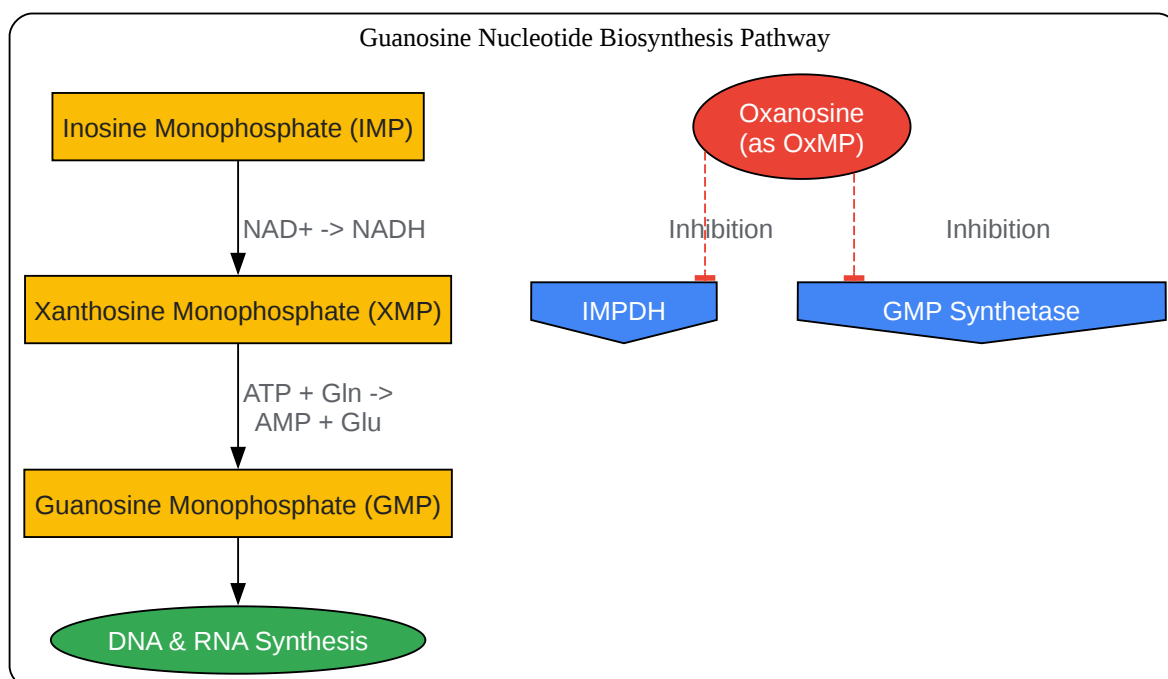 Guanosine Nucleotide Biosynthesis Pathway
Inosine Monophosphate (IMP)
NAD+ -> NADH
Xanthosine Monophosphate (XMP)
ATP + Gln ->
AMP + Glu
Guanosine Monophosphate (GMP)
DNA & RNA Synthesis
Oxanosine
(as OxMP)
Inhibition
Inhibition
IMPDH
GMP Synthetase